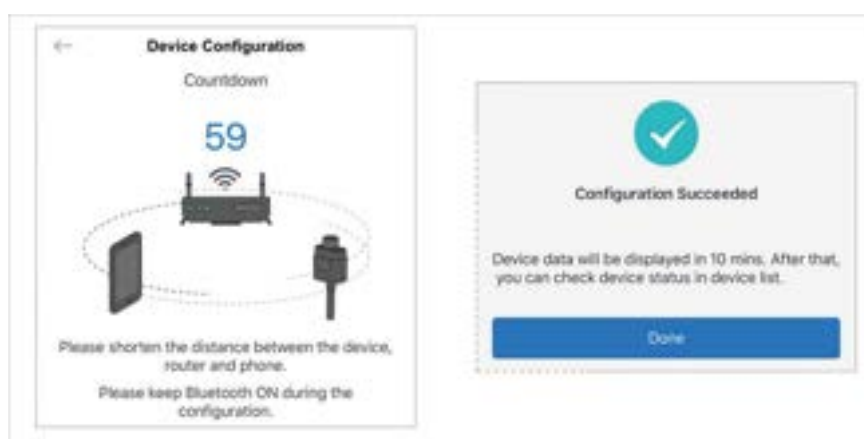 Device Configuration
Countdown
59
Please shorten the distance between the device,
router and phone.
Please keep Bluetooth ON during the
configuration.
Configuration Succeeded
Device data will be displayed in 10 mins. After that,
you can check device status in device list.
Done